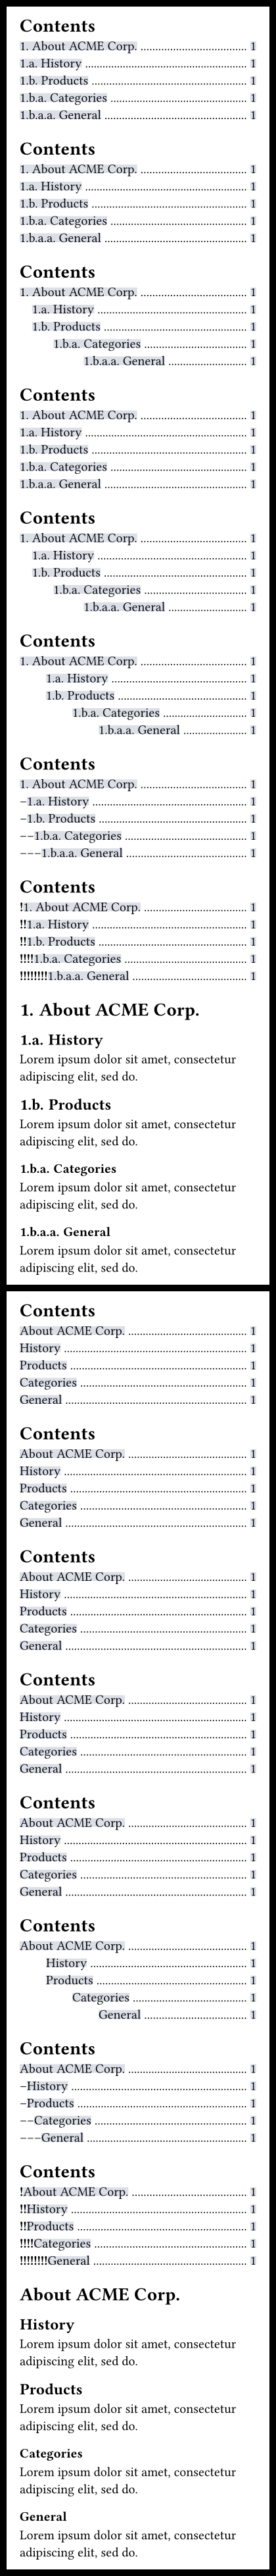 Contents
1. About ACME Corp. ................................ 1
1.a. History ................................ 1
1.b. Products ................................ 1
1.b.a. Categories ................................ 1
1.b.a.a. General ................................ 1
Contents
1. About ACME Corp. ................................ 1
1.a. History ................................ 1
1.b. Products ................................ 1
1.b.a. Categories ................................ 1
1.b.a.a. General ................................ 1
Contents
1. About ACME Corp. ................................ 1
1.a. History ................................ 1
1.b. Products ................................ 1
1.b.a. Categories ................................ 1
1.b.a.a. General ................................ 1
Contents
1. About ACME Corp. ................................ 1
1.a. History ................................ 1
1.b. Products ................................ 1
1.b.a. Categories ................................ 1
1.b.a.a. General ................................ 1
Contents
1. About ACME Corp. ................................ 1
1.a. History ................................ 1
1.b. Products ................................ 1
1.b.a. Categories ................................ 1
1.b.a.a. General ................................ 1
Contents
1. About ACME Corp. ................................ 1
1.a. History ................................ 1
1.b. Products ................................ 1
1.b.a. Categories ................................ 1
1.b.a.a. General ................................ 1
Contents
1. About ACME Corp. ................................ 1
–1.a. History ................................ 1
–1.b. Products ................................ 1
––1.b.a. Categories ................................ 1
–––1.b.a.a. General ................................ 1
Contents
!1. About ACME Corp. ................................ 1
!!1.a. History ................................ 1
!!1.b. Products ................................ 1
!!!!1.b.a. Categories ................................ 1
!!!!!!!!1.b.a.a. General ................................ 1
1. About ACME Corp.
1.a. History
Lorem ipsum dolor sit amet, consectetur
adipiscing elit, sed do.
1.b. Products
Lorem ipsum dolor sit amet, consectetur
adipiscing elit, sed do.
1.b.a. Categories
Lorem ipsum dolor sit amet, consectetur
adipiscing elit, sed do.
1.b.a.a. General
Lorem ipsum dolor sit amet, consectetur
adipiscing elit, sed do.
Contents
About ACME Corp. ................................ 1
History ................................ 1
Products ................................ 1
Categories ................................ 1
General ................................ 1
Contents
About ACME Corp. ................................ 1
History ................................ 1
Products ................................ 1
Categories ................................ 1
General ................................ 1
Contents
About ACME Corp. ................................ 1
History ................................ 1
Products ................................ 1
Categories ................................ 1
General ................................ 1
Contents
About ACME Corp. ................................ 1
History ................................ 1
Products ................................ 1
Categories ................................ 1
General ................................ 1
Contents
About ACME Corp. ................................ 1
History ................................ 1
Products ................................ 1
Categories ................................ 1
General ................................ 1
Contents
About ACME Corp. ................................ 1
History ................................ 1
Products ................................ 1
Categories ................................ 1
General ................................ 1
Contents
About ACME Corp. ................................ 1
–History ................................ 1
–Products ................................ 1
––Categories ................................ 1
–––General ................................ 1
Contents
!About ACME Corp. ................................ 1
!!History ................................ 1
!!Products ................................ 1
!!!!Categories ................................ 1
!!!!!!!!General ................................ 1
About ACME Corp.
History
Lorem ipsum dolor sit amet, consectetur
adipiscing elit, sed do.
Products
Lorem ipsum dolor sit amet, consectetur
adipiscing elit, sed do.
Categories
Lorem ipsum dolor sit amet, consectetur
adipiscing elit, sed do.
General
Lorem ipsum dolor sit amet, consectetur
adipiscing elit, sed do.